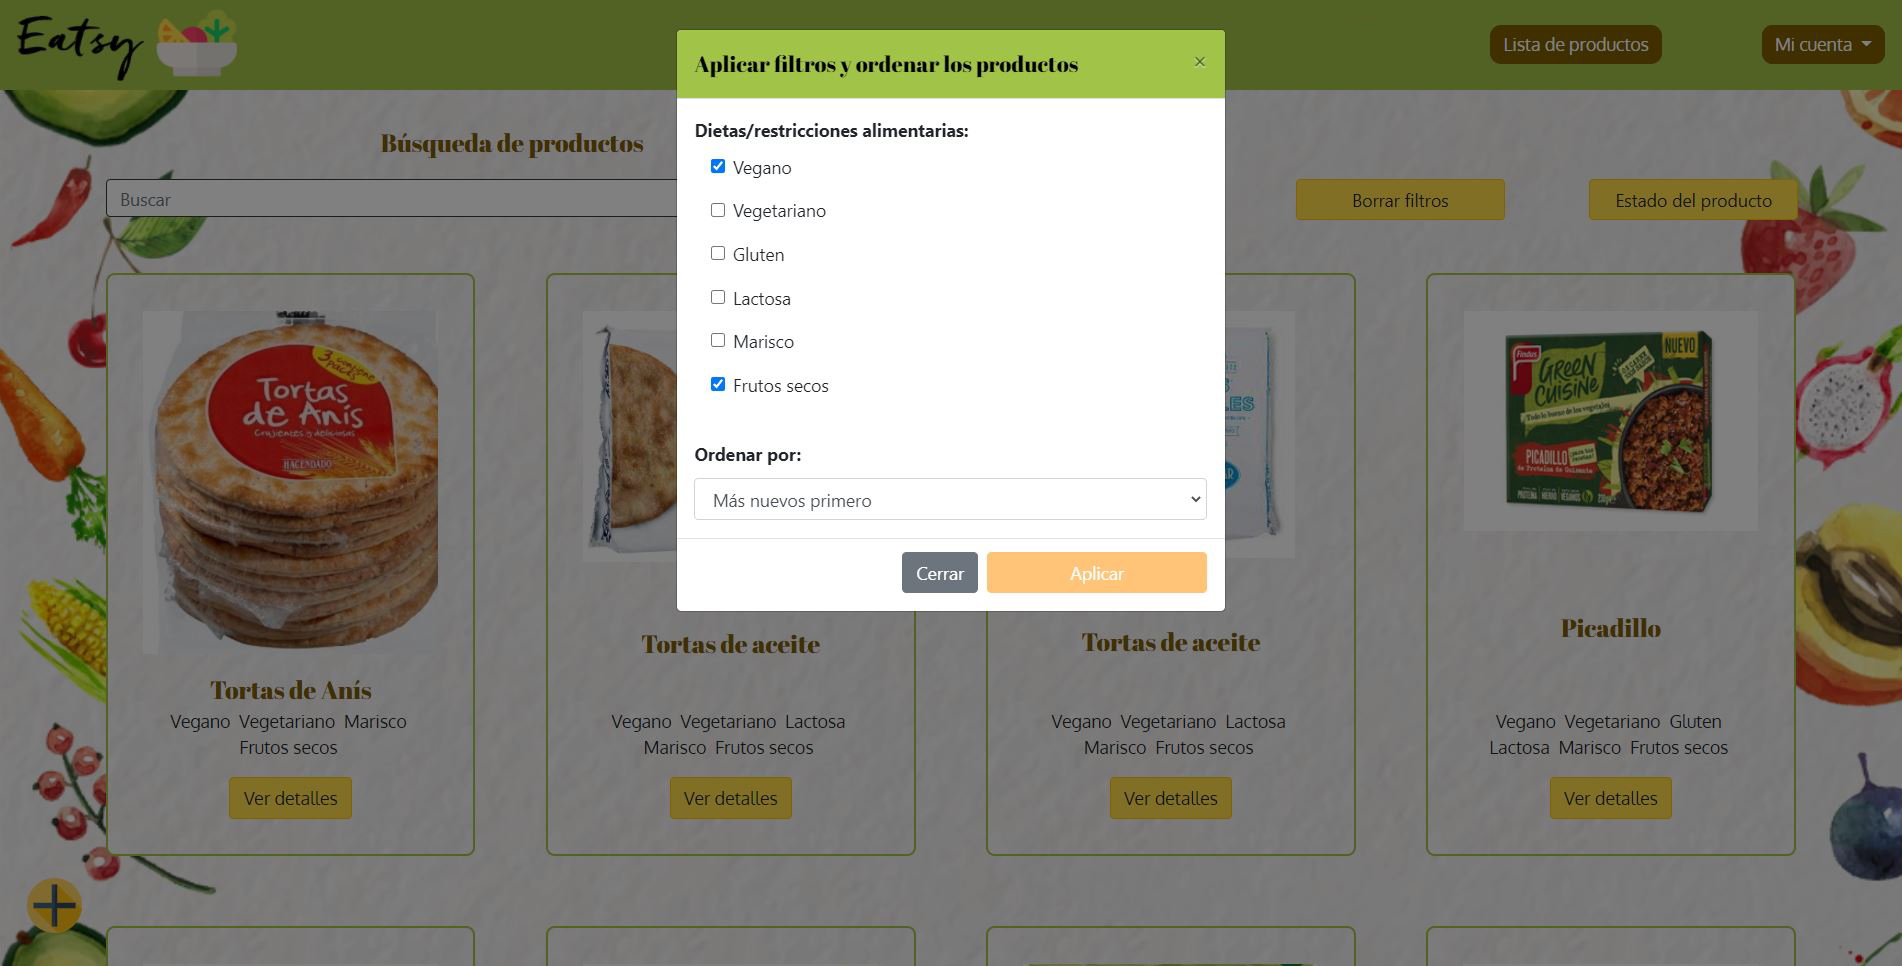 Eatsy
Lista de productos
Mi cuenta
Aplicar filtros y ordenar los productos
×
Dietas/restricciones alimentarias:
Vegano
Vegetariano
Gluten
Lactosa
Marisco
Frutos secos
Ordenar por:
Más nuevos primero
Cerrar
Aplicar
Búsqueda de productos
Buscar
Borrar filtros
Estado del producto
3 packs
Tortas
de Anís
Crujientes y deliciosas
HACENDADO
Tortas de Anís
Vegano Vegetariano Marisco
Frutos secos
Ver detalles
Tortas de aceite
Vegano Vegetariano Lactosa
Marisco Frutos secos
Ver detalles
Tortas de aceite
Vegano Vegetariano Lactosa
Marisco Frutos secos
Ver detalles
Findus
GREEN
CUISINE
NUEVO
Todo lo bueno de los vegetales
PICADILLO
de Proteína de Guisante
Picadillo
Vegano Vegetariano Gluten
Lactosa Marisco Frutos secos
Ver detalles